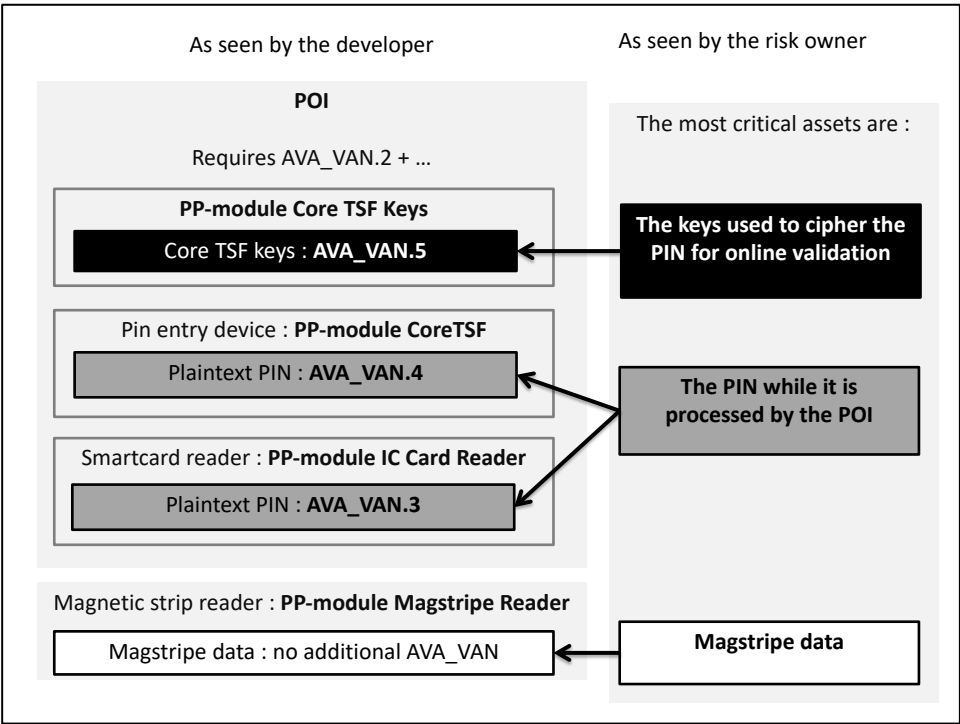 As seen by the developer
As seen by the risk owner
POI
Requires AVA_VAN.2 + ...
PP-module Core TSF Keys
Core TSF keys : AVA_VAN.5
Pin entry device : PP-module CoreTSF
Plaintext PIN : AVA_VAN.4
Smartcard reader : PP-module IC Card Reader
Plaintext PIN : AVA_VAN.3
Magnetic strip reader : PP-module Magstripe Reader
Magstripe data : no additional AVA_VAN
The most critical assets are :
The keys used to cipher the
PIN for online validation
The PIN while it is
processed by the POI
Magstripe data